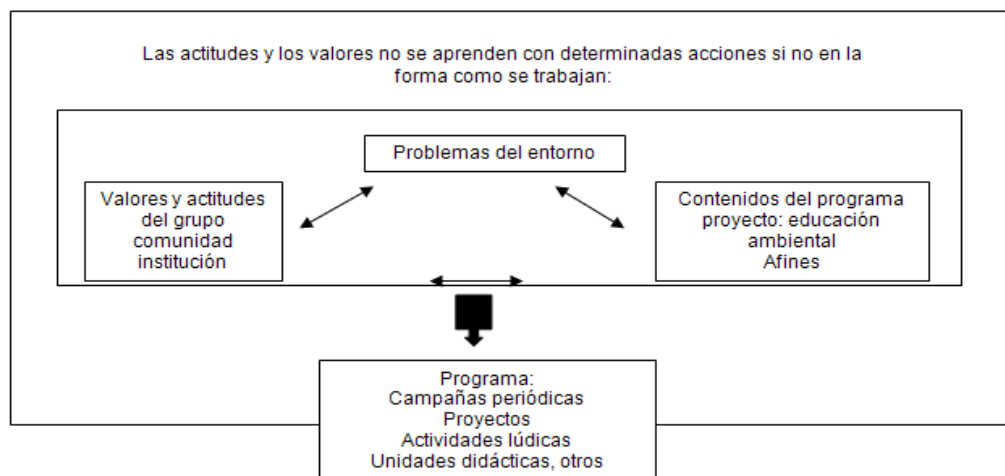 Las actitudes y los valores no se aprenden con determinadas acciones si no en la
forma como se trabajan:
Problemas del entorno
Valores y actitudes
del grupo
comunidad
institución
Contenidos del programa
proyecto: educación
ambiental
Afines
Programa:
Campañas periódicas
Proyectos
Actividades lúdicas
Unidades didácticas, otros